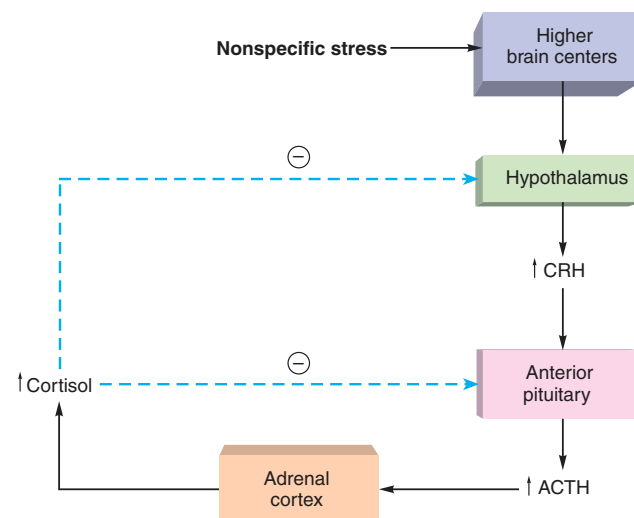 Nonspecific stress
Higher
brain centers
−
Hypothalamus
↑ CRH
−
↑ Cortisol
Anterior
pituitary
Adrenal
cortex
↑ ACTH